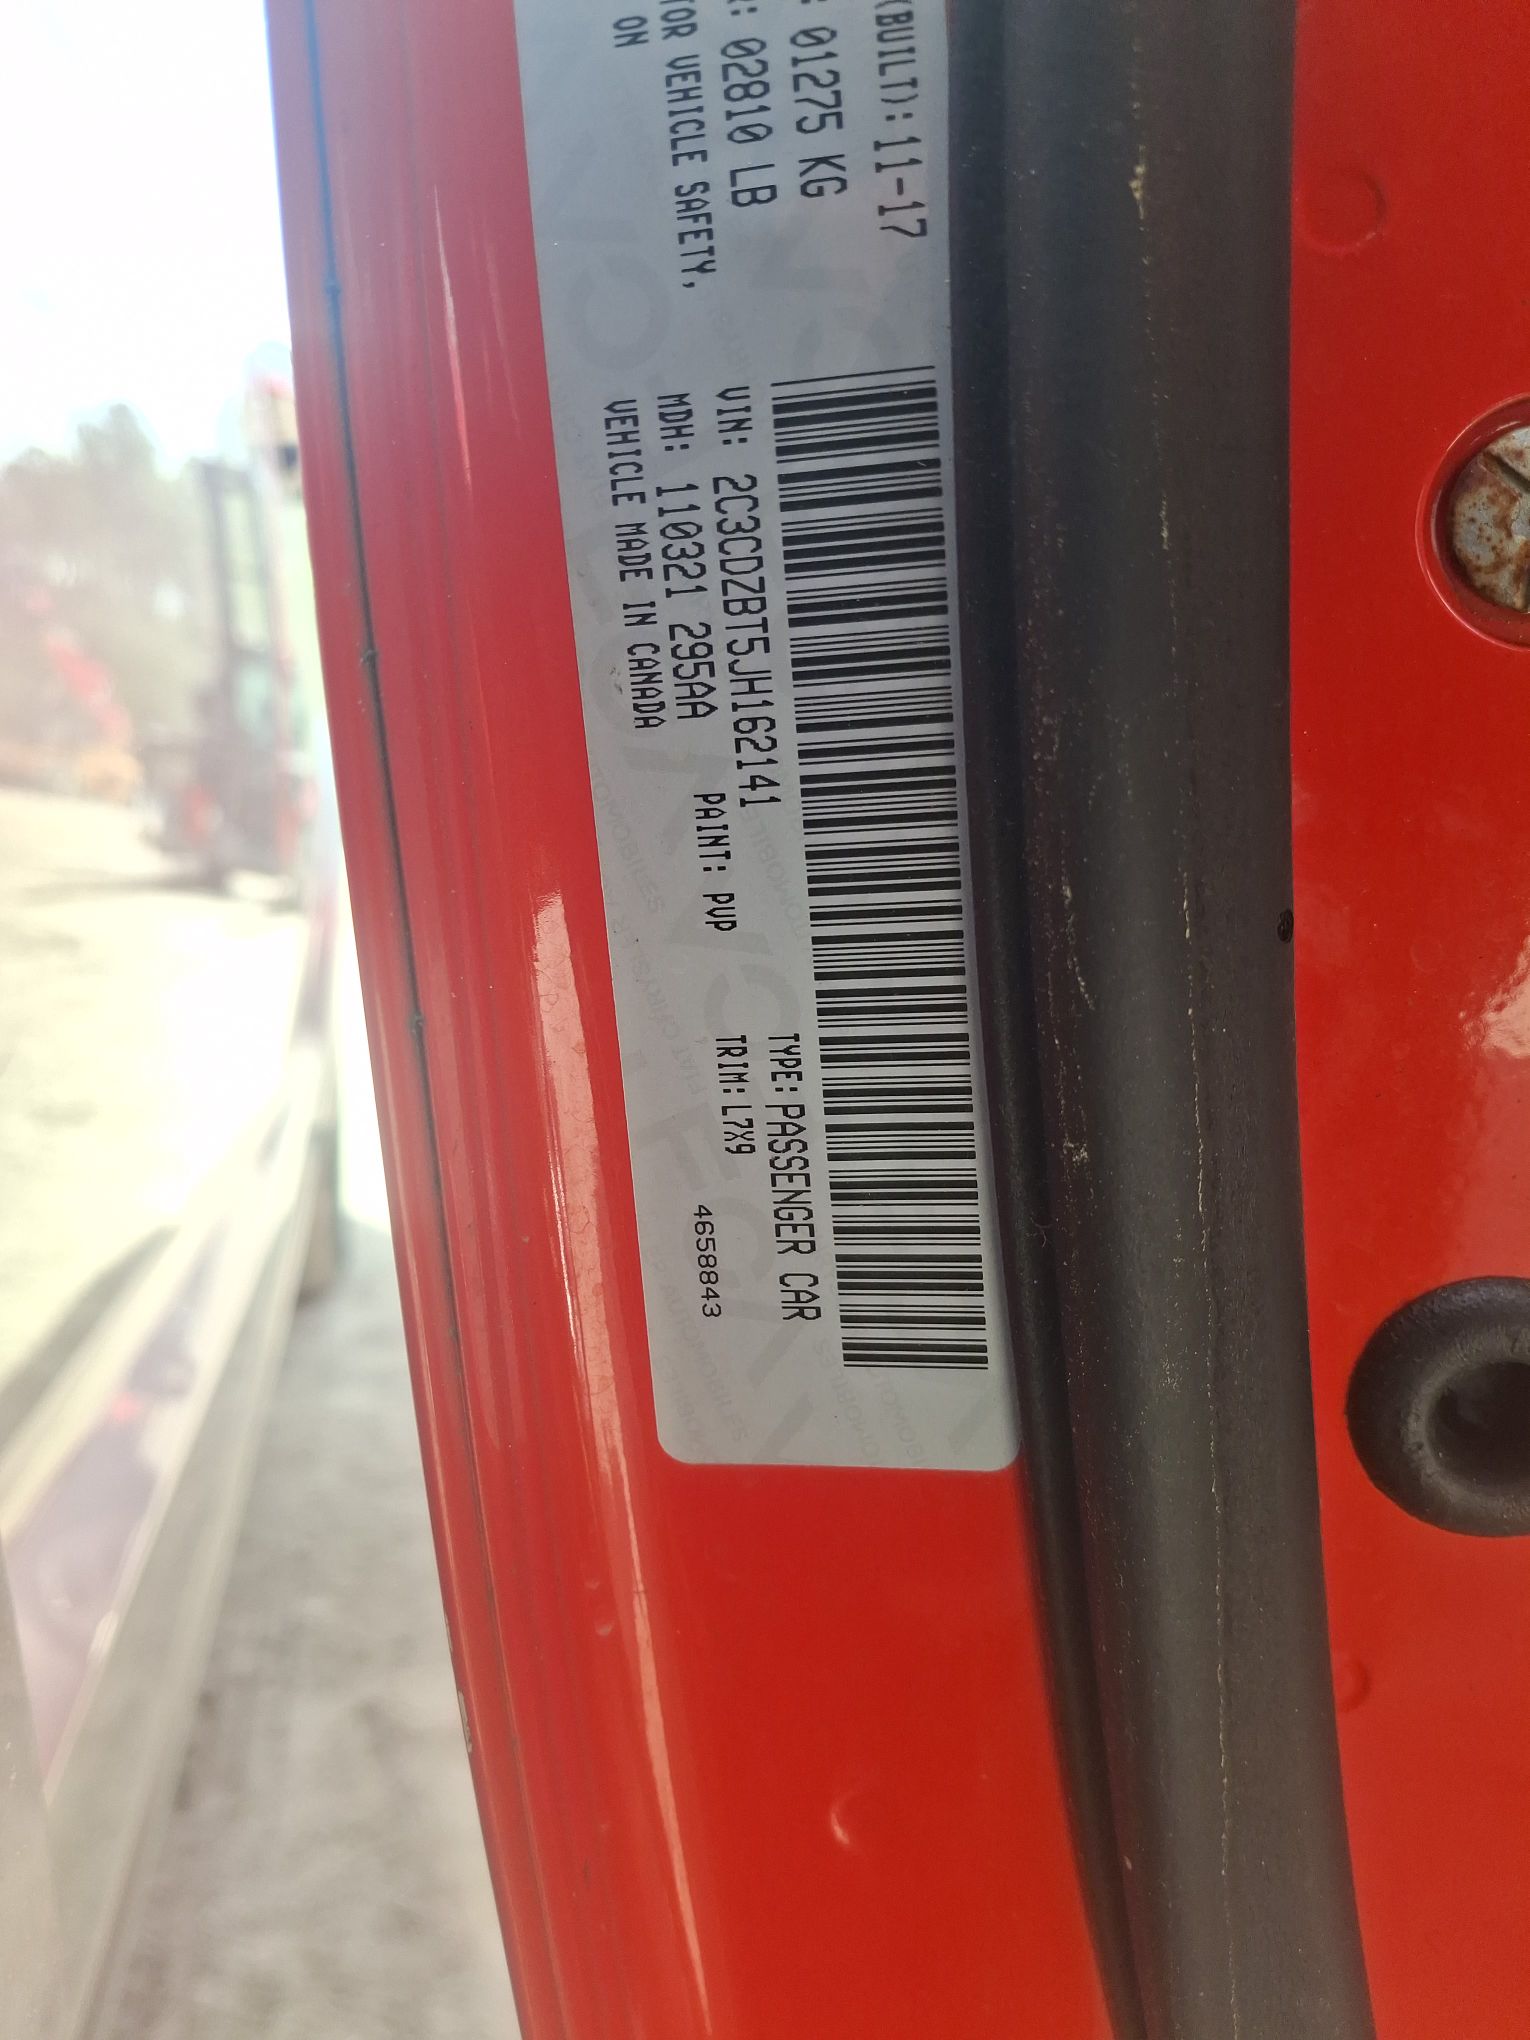 (BUILT): 11-17
: 01275 KG
: 02810 LB
VEHICLE SAFETY,
ON
VIN: 2C3CDZBT5JH162141
TYPE: PASSENGER CAR
MDH: 110321 295AA
PAINT: PVP
TRIM: L7X9
VEHICLE MADE IN CANADA
4658843